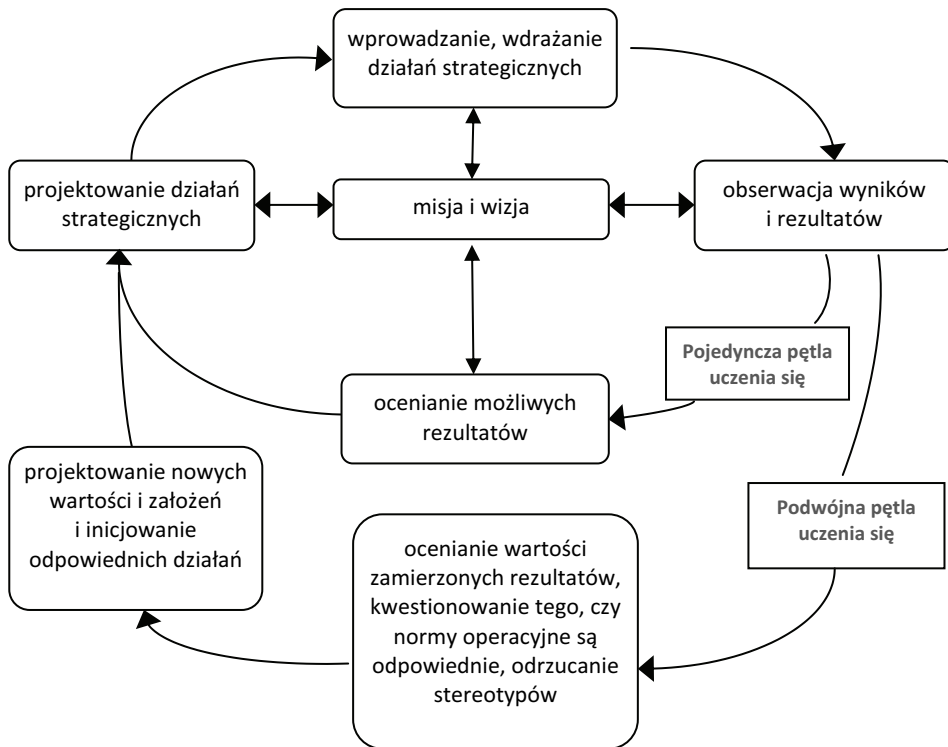 wprowadzanie, wdrażanie
działań strategicznych
projektowanie działań
strategicznych
misja i wizja
obserwacja wyników
i rezultatów
Pojedyncza pętla
uczenia się
ocenianie możliwych
rezultatów
projektowanie nowych
wartości i założeń
i inicjowanie
odpowiednich działań
Podwójna pętla
uczenia się
ocenianie wartości
zamierzonych rezultatów,
kwestionowanie tego, czy
normy operacyjne są
odpowiednie, odrzucanie
stereotypów